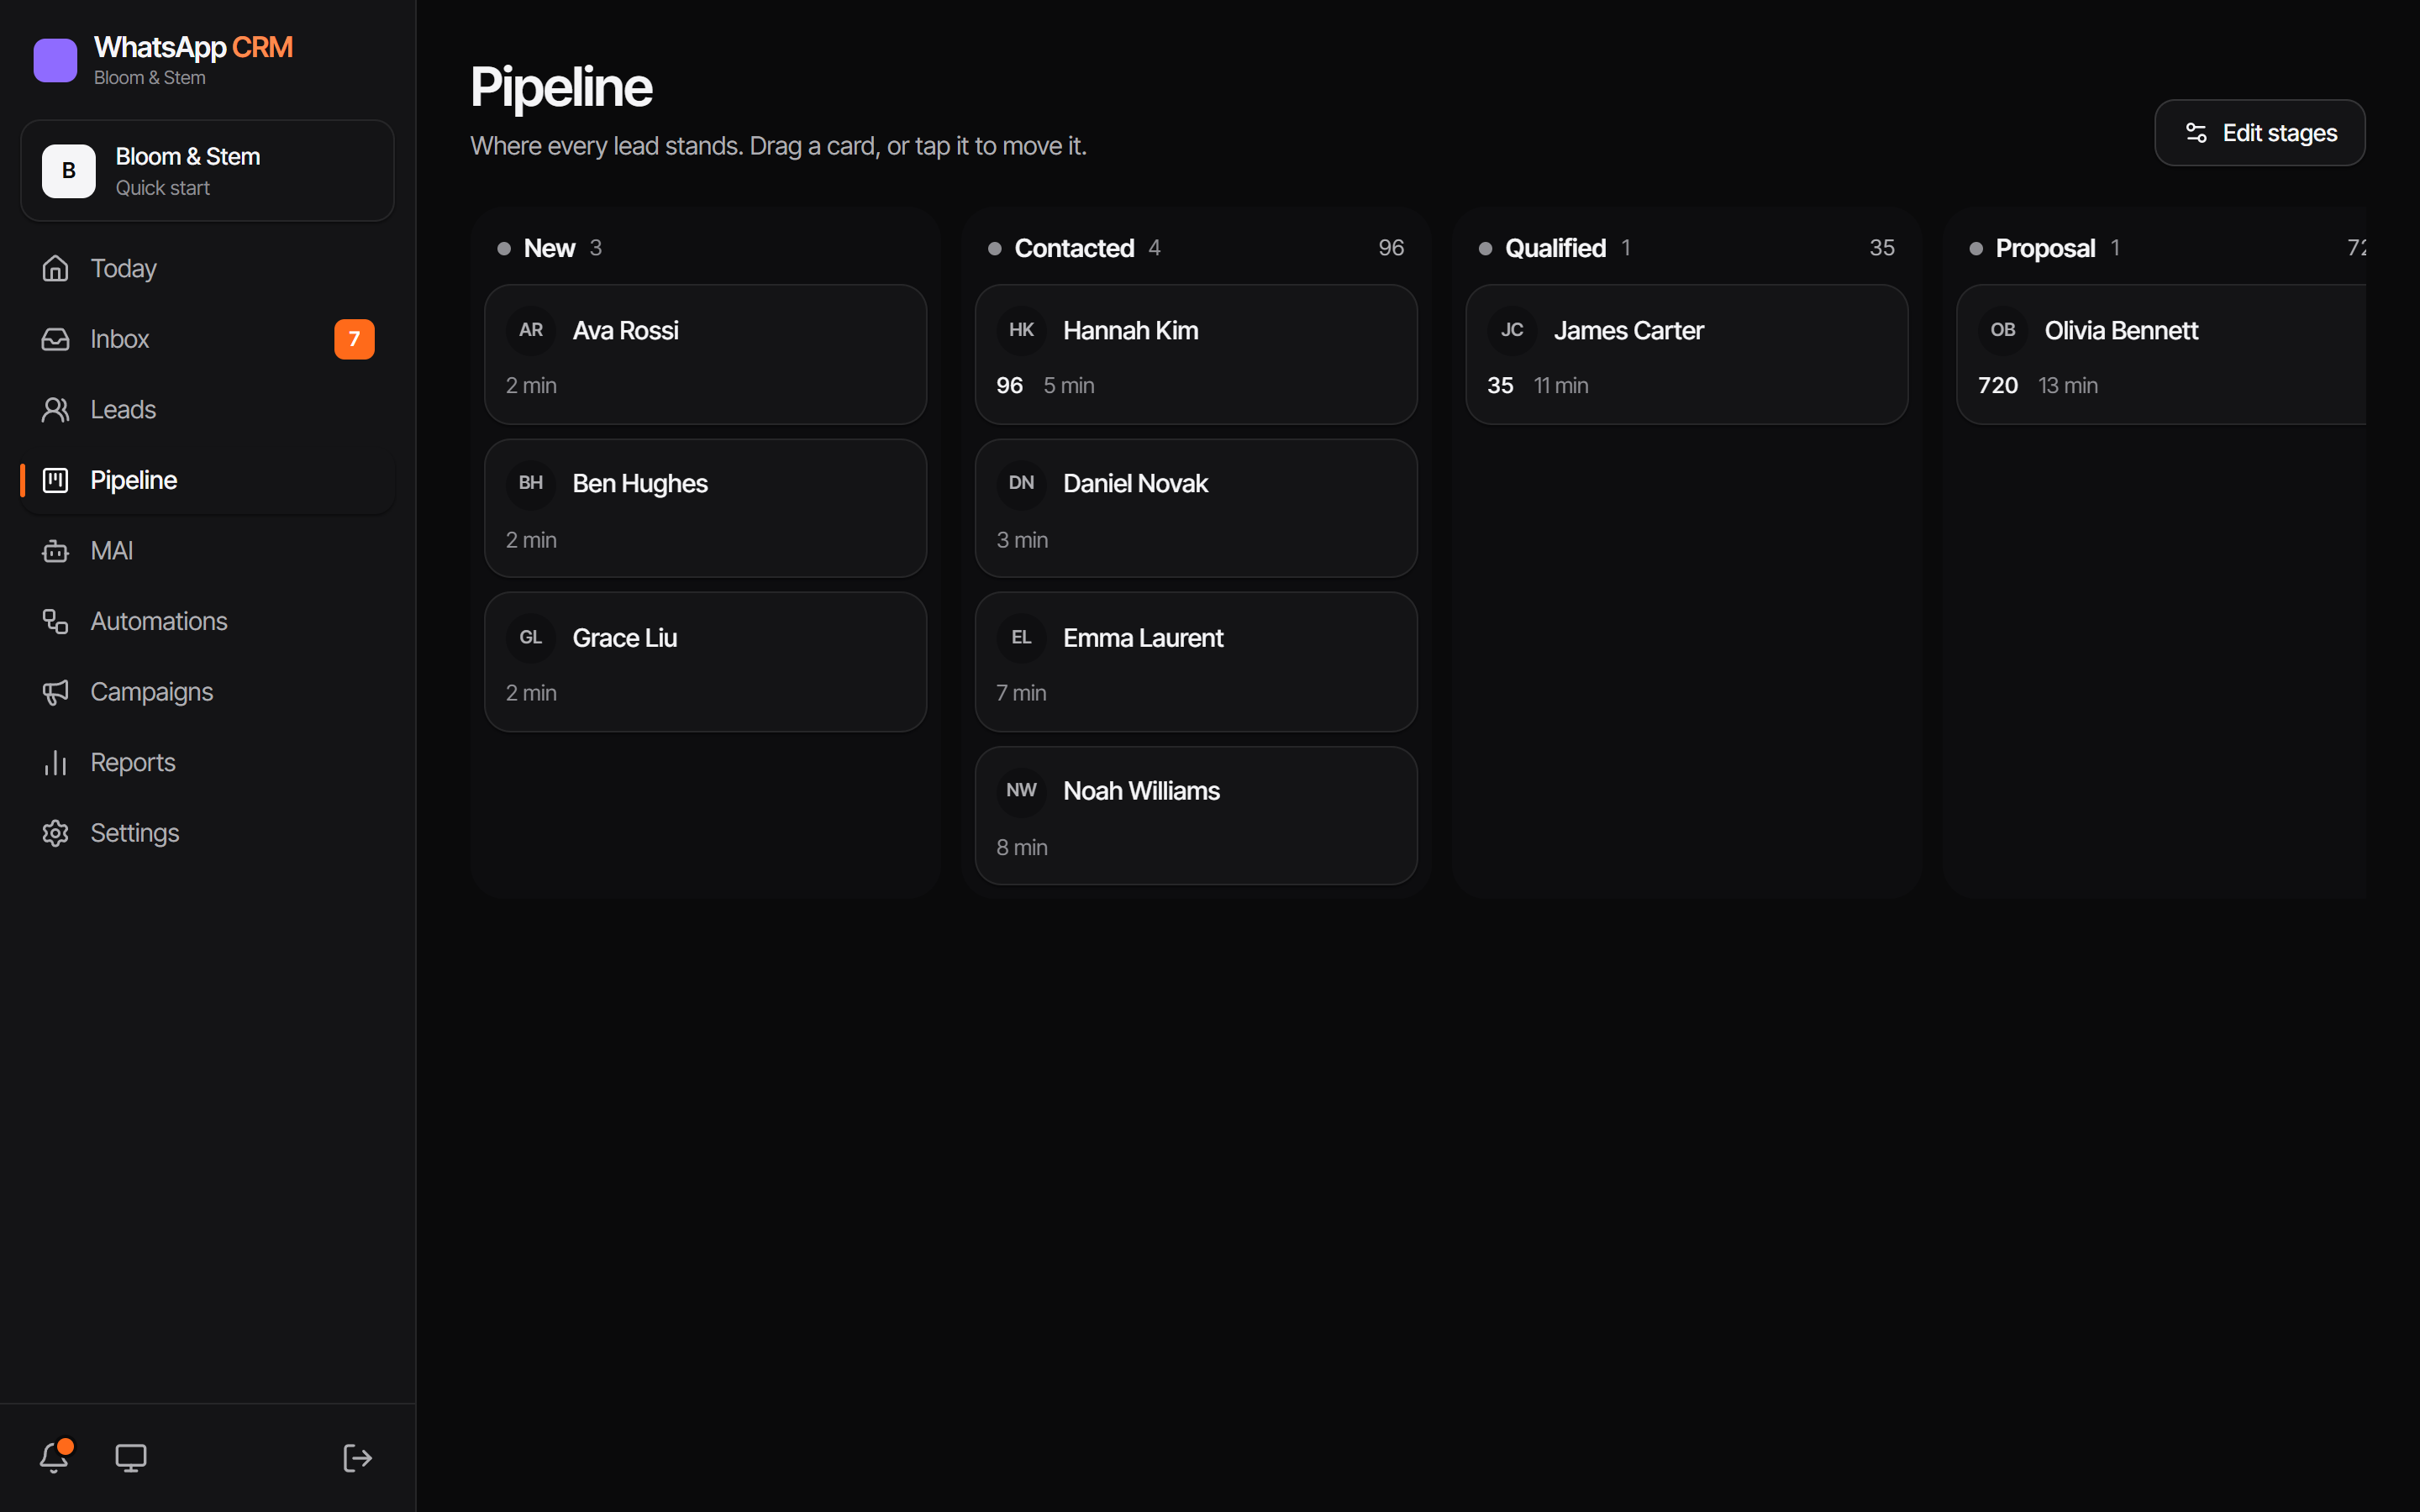 WhatsApp CRM
Bloom & Stem
B
Bloom & Stem
Quick start
Today
Inbox
7
Leads
Pipeline
MAI
Automations
Campaigns
Reports
Settings
Pipeline
Where every lead stands. Drag a card, or tap it to move it.
Edit stages
New 3
AR Ava Rossi
2 min
BH Ben Hughes
2 min
GL Grace Liu
2 min
Contacted 4 96
HK Hannah Kim
96 5 min
DN Daniel Novak
3 min
EL Emma Laurent
7 min
NW Noah Williams
8 min
Qualified 1 35
JC James Carter
35 11 min
Proposal 1
OB Olivia Bennett
720 13 min